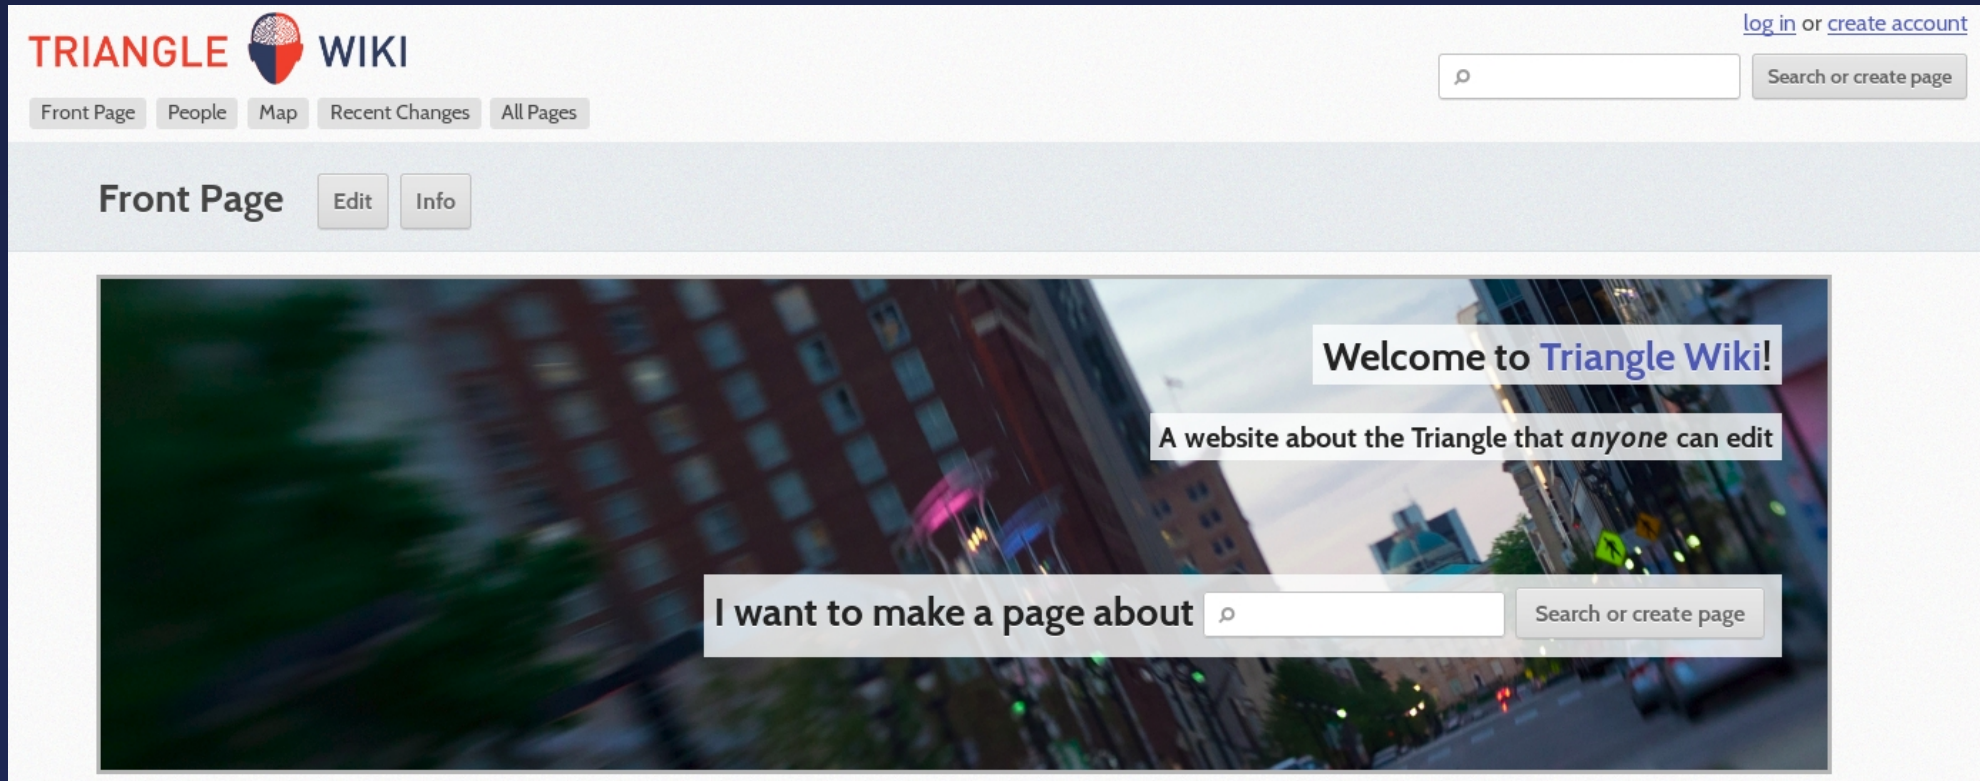 TRIANGLE WIKI
log in or create account
Search or create page
Front Page People Map Recent Changes All Pages
Front Page Edit Info
Welcome to Triangle Wiki!
A website about the Triangle that anyone can edit
I want to make a page about Search or create page